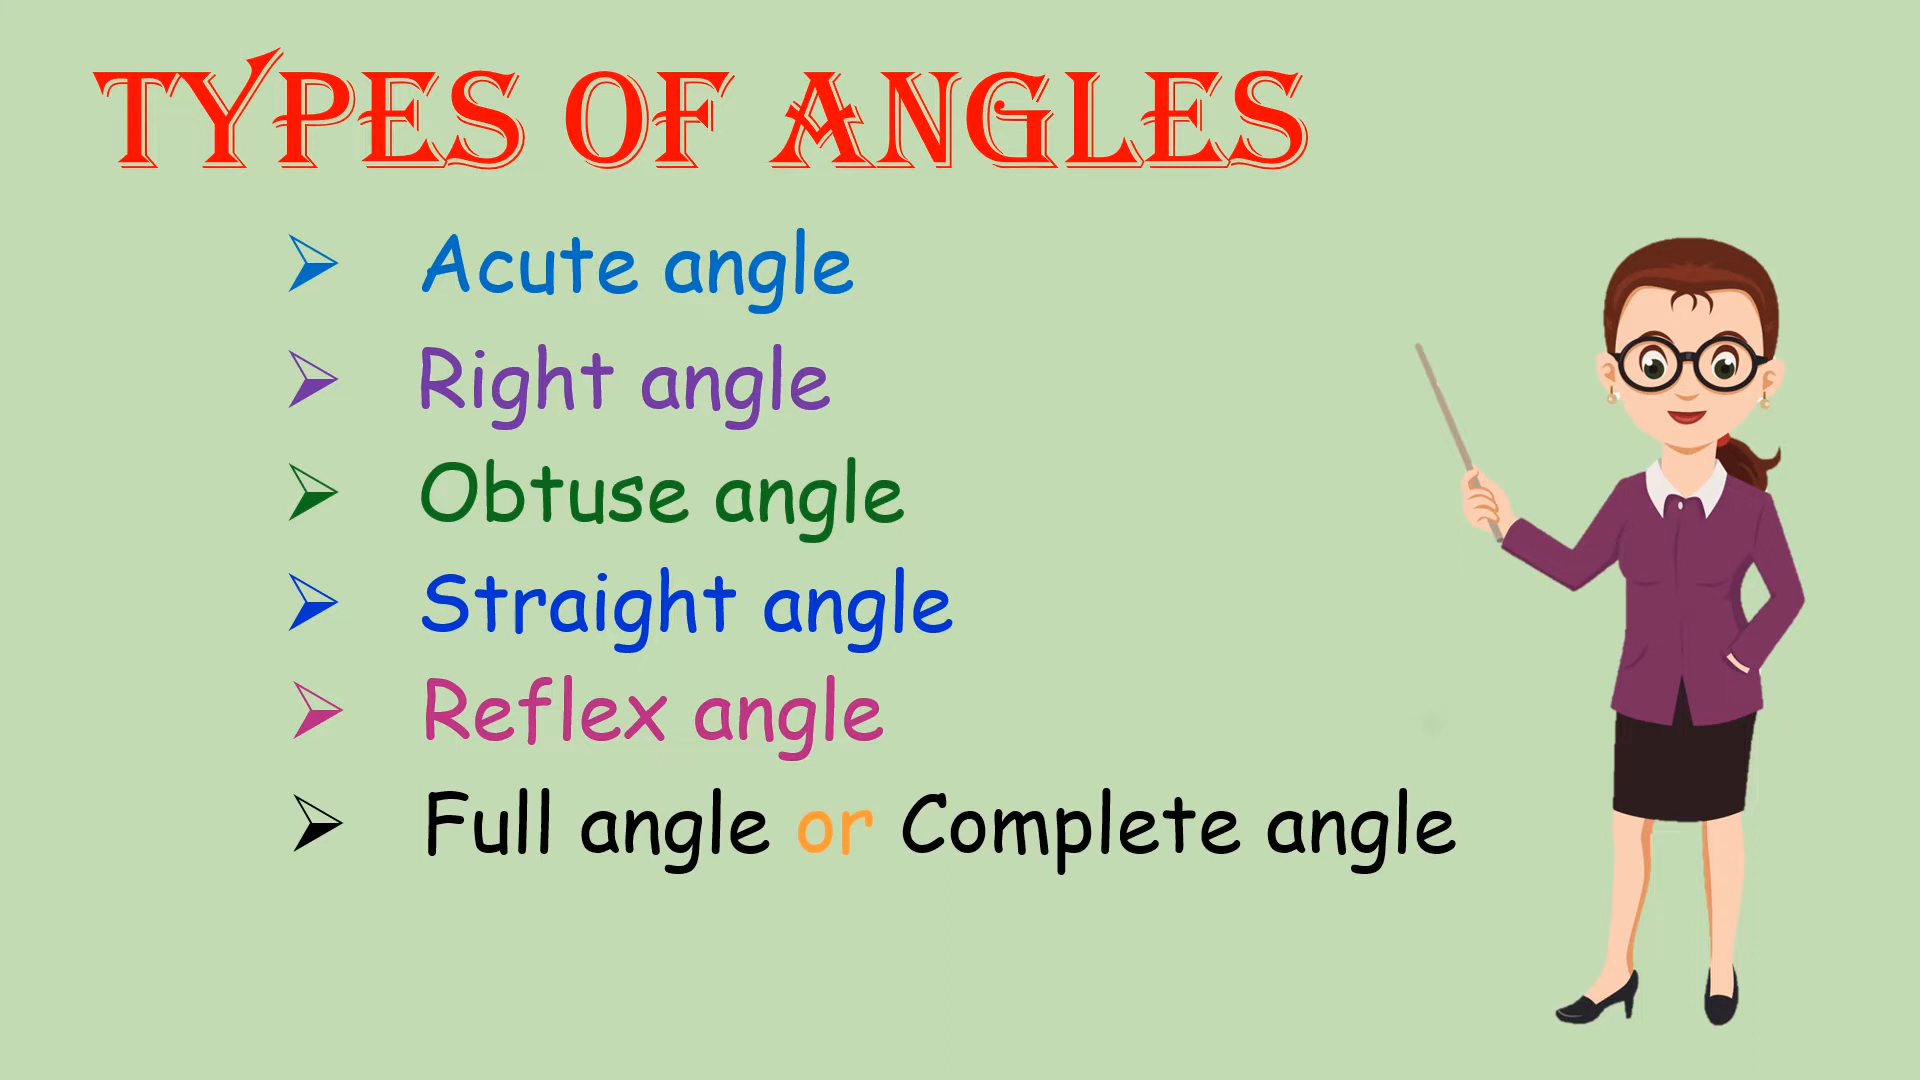 TYPES OF ANGLES
➢ Acute angle
➢ Right angle
➢ Obtuse angle
➢ Straight angle
➢ Reflex angle
➢ Full angle or Complete angle